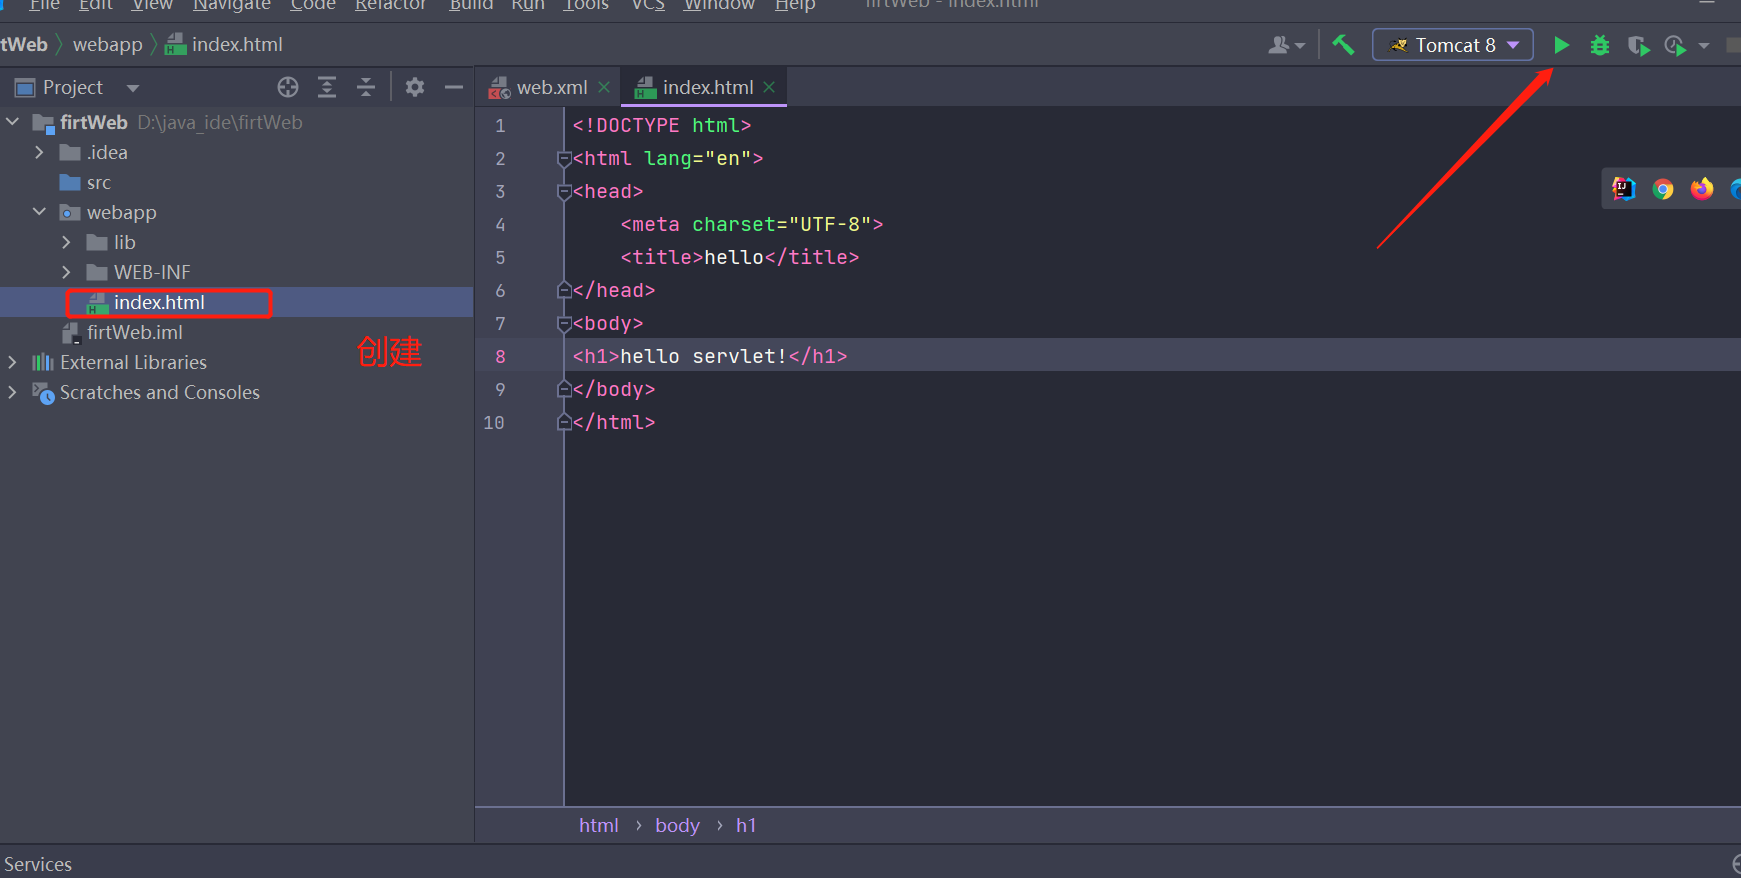 File Edit View Navigate Code Refactor Build Run Tools VCS Window Help firtWeb - index.html
tWeb webapp index.html
Tomcat 8
Project
web.xml index.html
firtWeb D:\java_ide\firtWeb
.idea
src
webapp
lib
WEB-INF
index.html
firtWeb.iml
External Libraries
Scratches and Consoles
创建
1 <!DOCTYPE html>
2 <html lang="en">
3 <head>
4 <meta charset="UTF-8">
5 <title>hello</title>
6 </head>
7 <body>
8 <h1>hello servlet!</h1>
9 </body>
10 </html>
html › body › h1
Services